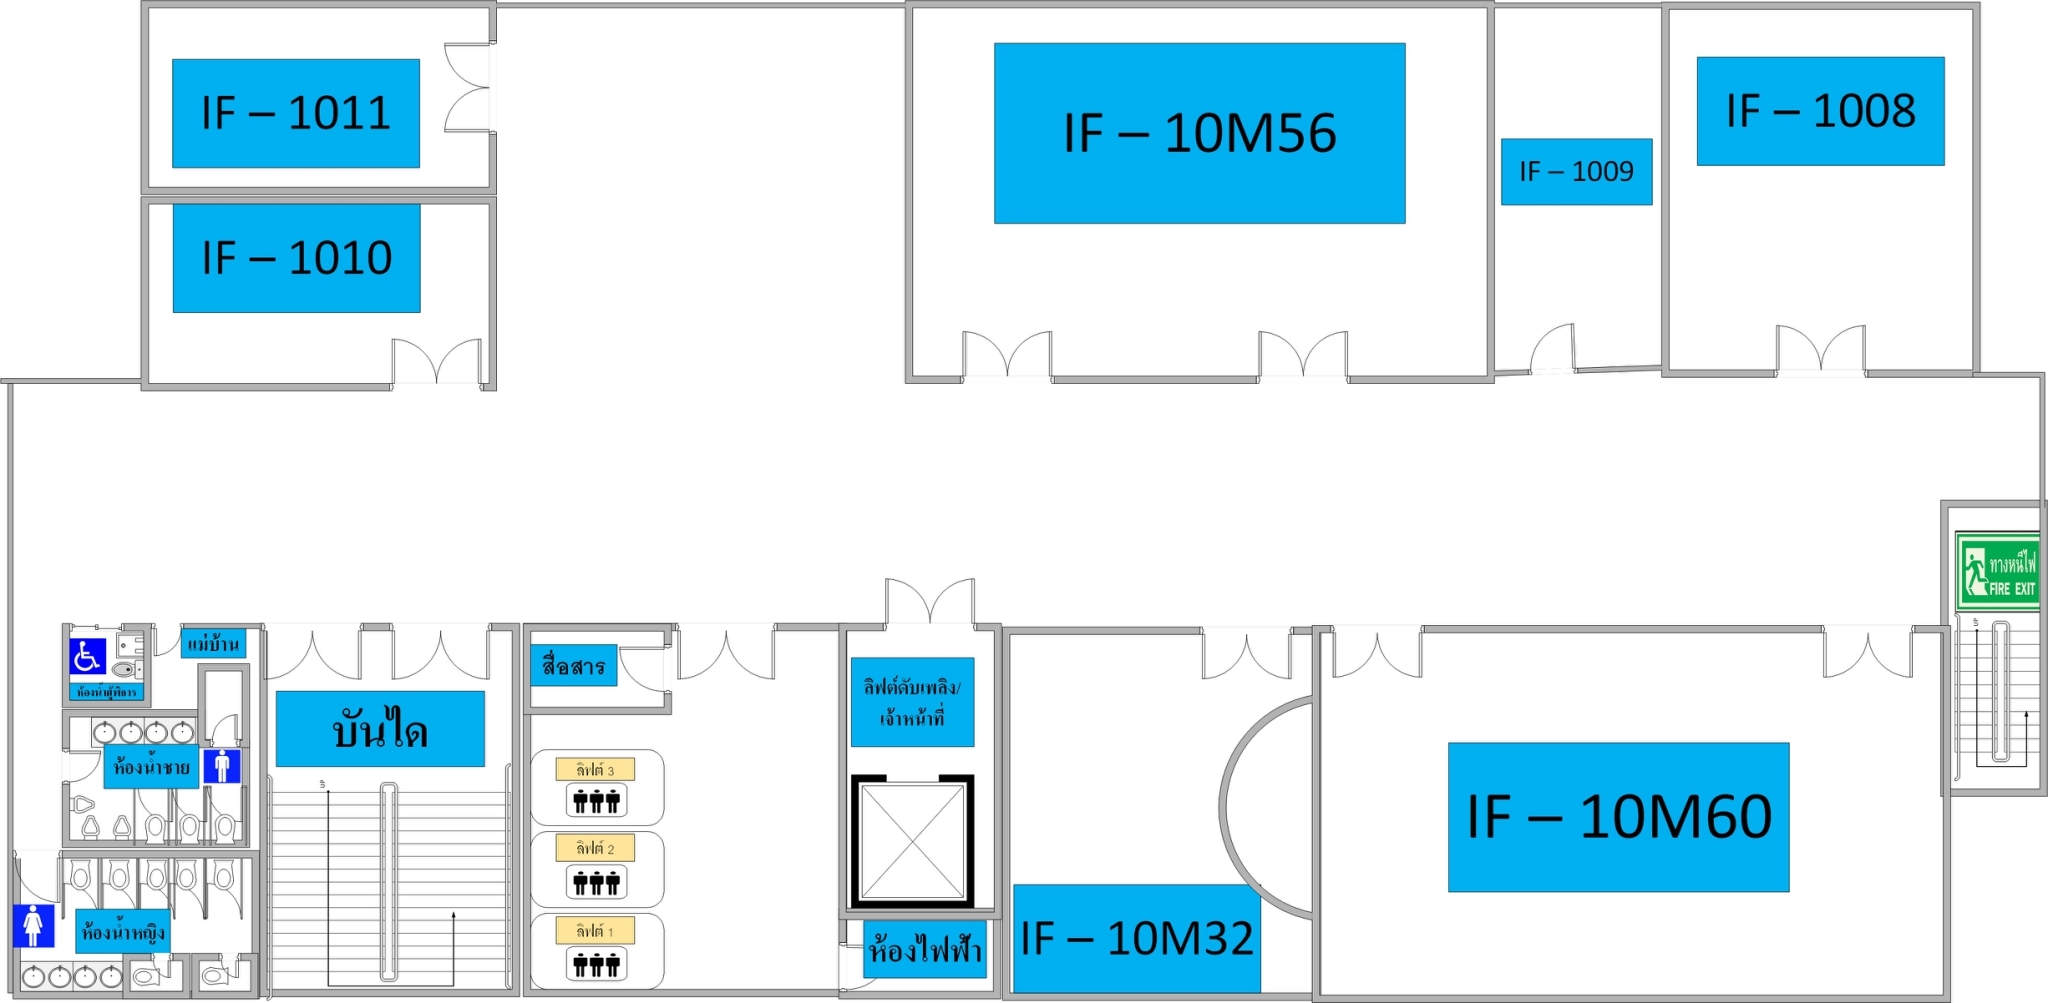 IF – 1011
IF – 10M56
IF – 1008
IF – 1009
IF – 1010
ทางหนีไฟ
FIRE EXIT
แม่บ้าน
ห้องน้ำผู้พิการ
สื่อสาร
ลิฟต์ดับเพลิง/
เจ้าหน้าที่
บันได
ห้องน้ำชาย
ลิฟต์ 3
ลิฟต์ 2
ลิฟต์ 1
IF – 10M60
ห้องน้ำหญิง
ห้องไฟฟ้า
IF – 10M32